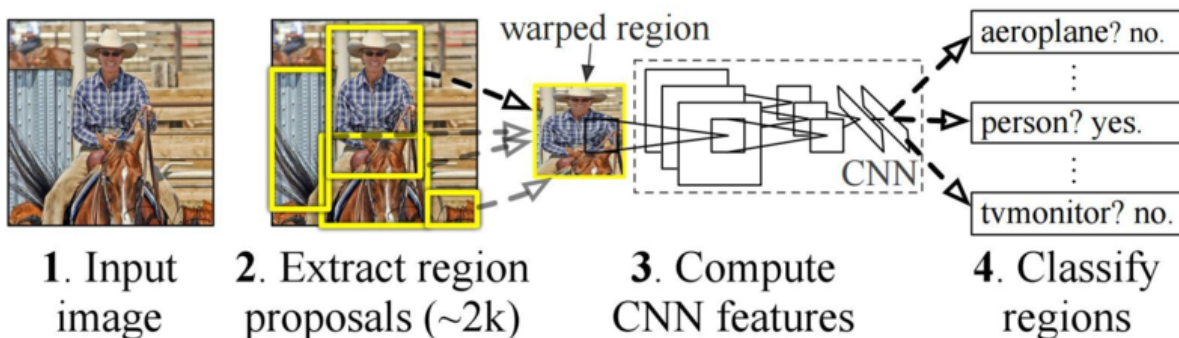 warped region
aeroplane? no.
person? yes.
CNN
tvmonitor? no.
1. Input
image
2. Extract region
proposals (~2k)
3. Compute
CNN features
4. Classify
regions